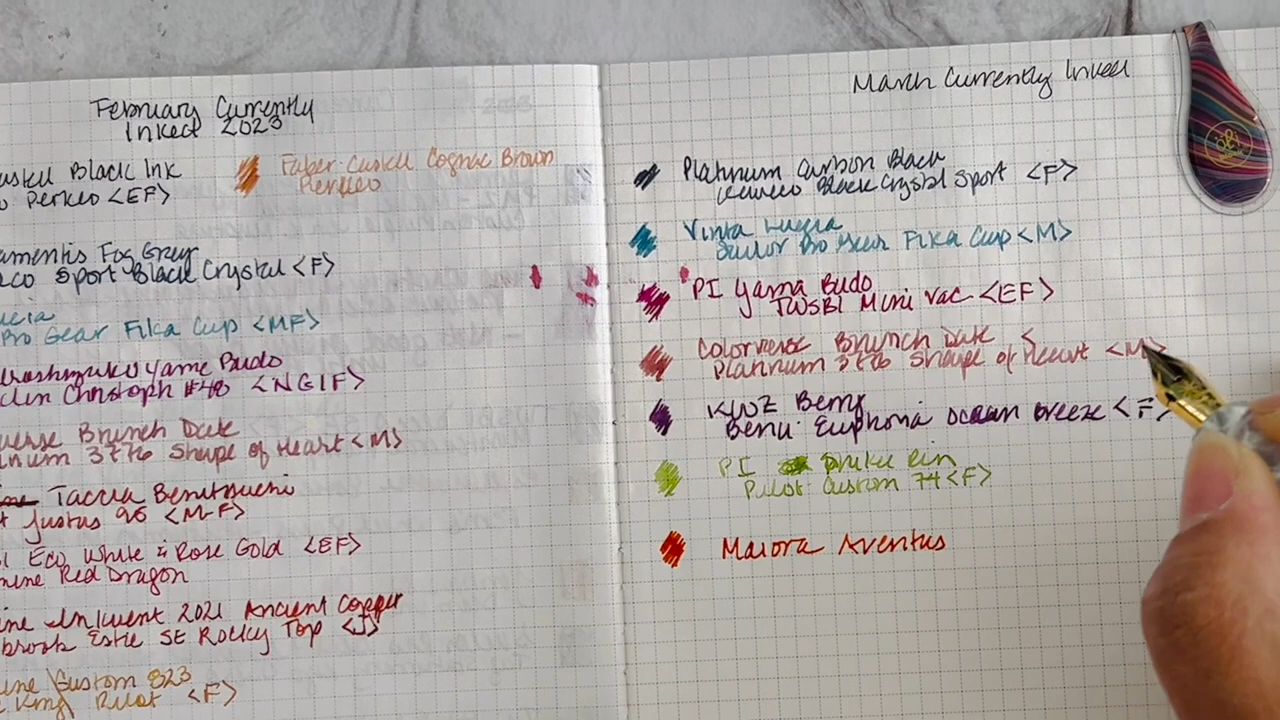 February Currently
Inked 2023
Black Ink
Perkeo <EF>
Faber-Castell Cognac Brown
Perkeo
Fog Grey
Sport Black Crystal <F>
Pro Gear Fika Cup <MF>
Yama Budo
Christoph #40 <NGIF>
Brunch Date
3776 Shape of Heart <M>
Taccia Benitsuchi
Justus 95 <M-F>
Eco White & Rose Gold <EF>
Red Dragon
Inkvent 2021 Ancient Copper
Estie SE Rocky Top <J>
Custom 823
King Pilot <F>
March Currently Inked
Platinum Carbon Black
Kaweco Black Crystal Sport <F>
Vinta
Sailor Pro Gear Fika Cup <M>
PI Yama Budo
TWSBI Mini Vac <EF>
Colorverse Brunch Date
Platinum 3776 Shape of Heart <M>
KWZ Berry
Benu Euphoria Ocean Breeze <F>
PI
Pilot Custom 74 <F>
Maiora Aventus